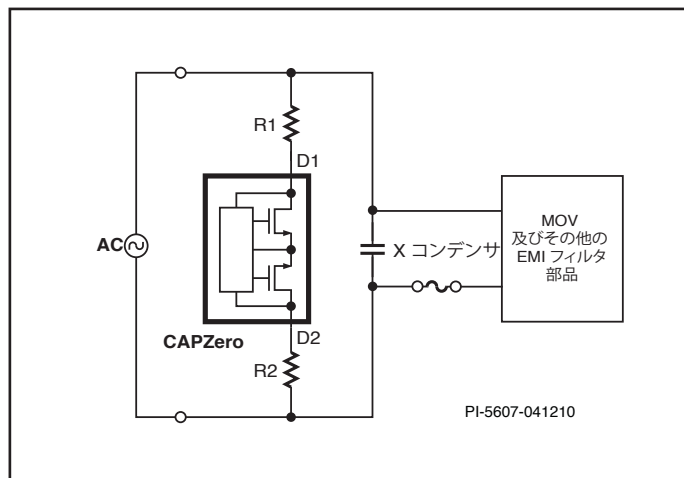 R1
D1
AC
X コンデンサ
MOV
及びその他の
EMI フィルタ
部品
CAPZero
D2
R2
PI-5607-041210